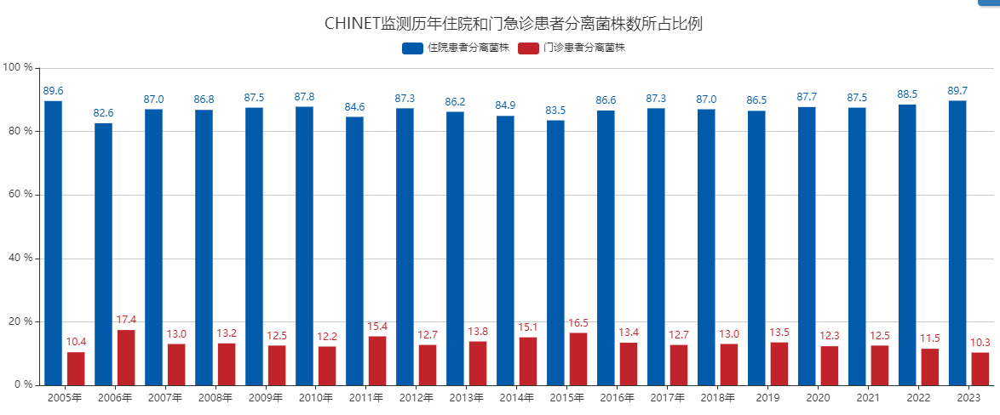 CHINET监测历年住院和门急诊患者分离菌株数所占比例
住院患者分离菌株 门诊患者分离菌株
100 %
80 %
60 %
40 %
20 %
0 %
89.6 82.6 87.0 86.8 87.5 87.8 84.6 87.3 86.2 84.9 83.5 86.6 87.3 87.0 86.5 87.7 87.5 88.5 89.7
10.4 17.4 13.0 13.2 12.5 12.2 15.4 12.7 13.8 15.1 16.5 13.4 12.7 13.0 13.5 12.3 12.5 11.5 10.3
2005年 2006年 2007年 2008年 2009年 2010年 2011年 2012年 2013年 2014年 2015年 2016年 2017年 2018年 2019 2020 2021 2022 2023